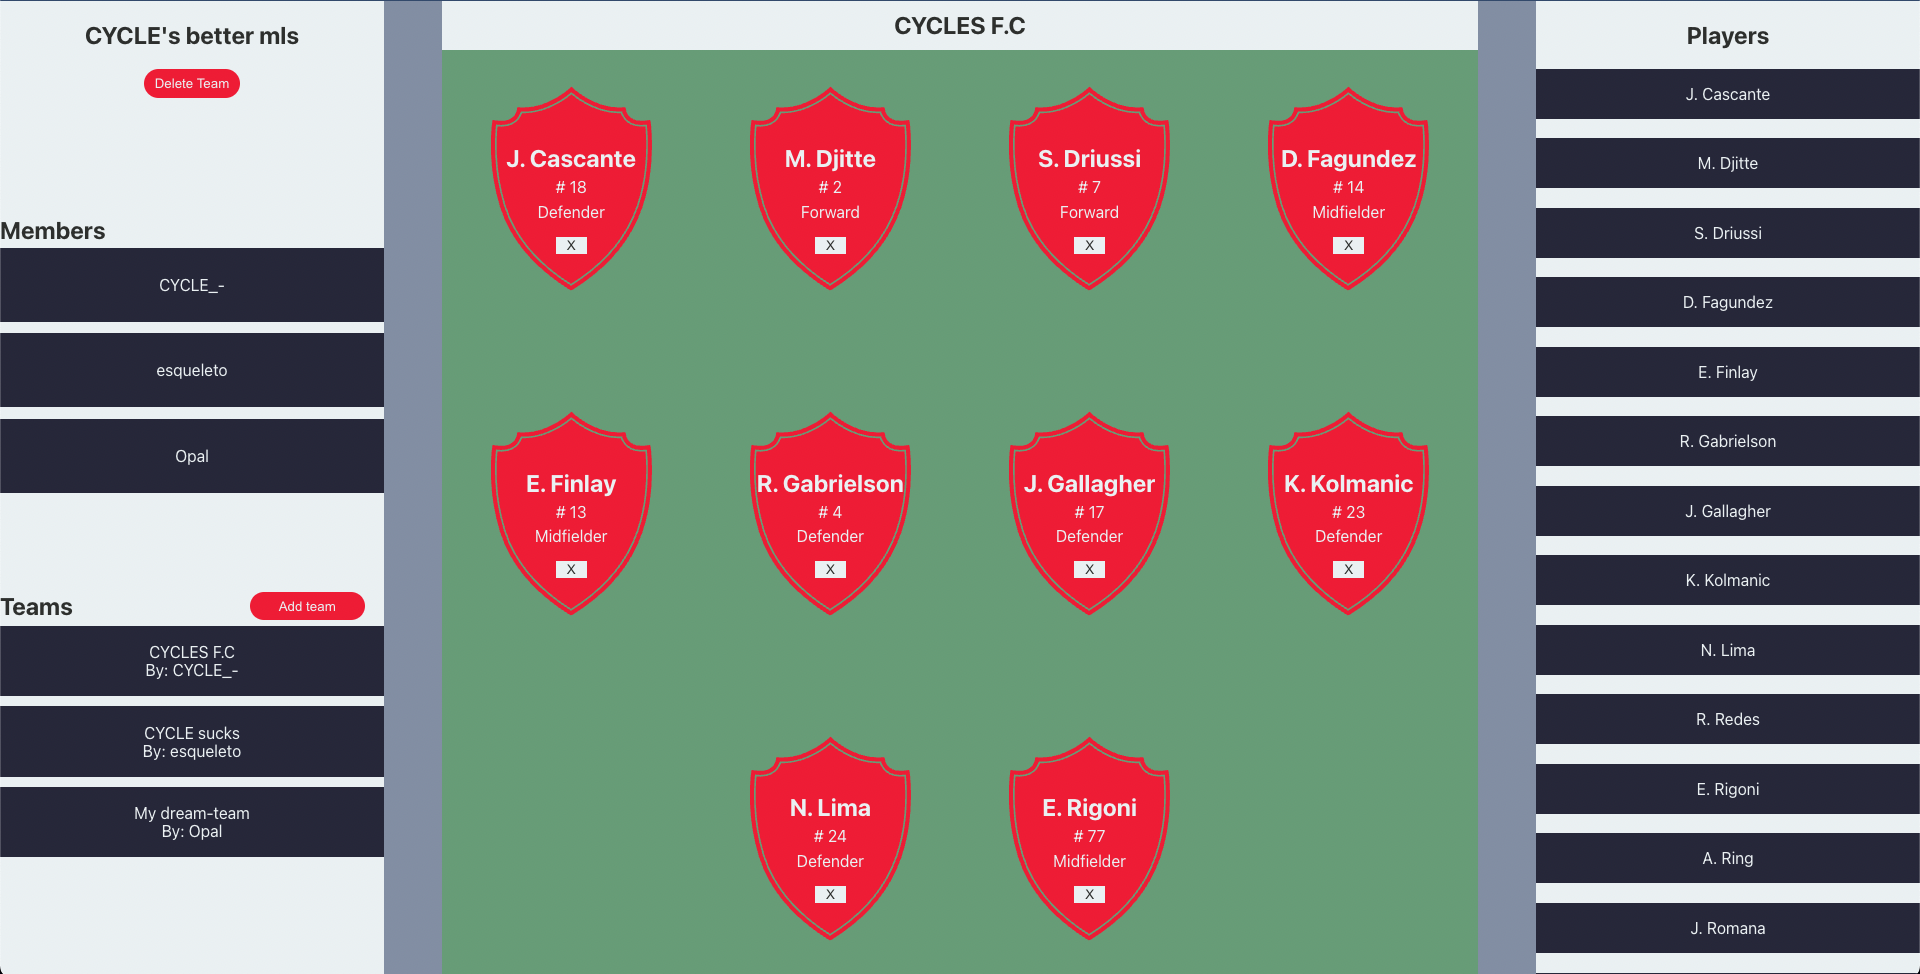 CYCLE's better mls
Delete Team
Members
CYCLE_-
esqueleto
Opal
Teams
Add team
CYCLES F.C
By: CYCLE_-
CYCLE sucks
By: esqueleto
My dream-team
By: Opal
CYCLES F.C
J. Cascante
# 18
Defender
X
M. Djitte
# 2
Forward
X
S. Driussi
# 7
Forward
X
D. Fagundez
# 14
Midfielder
X
E. Finlay
# 13
Midfielder
X
R. Gabrielson
# 4
Defender
X
J. Gallagher
# 17
Defender
X
K. Kolmanic
# 23
Defender
X
N. Lima
# 24
Defender
X
E. Rigoni
# 77
Midfielder
X
Players
J. Cascante
M. Djitte
S. Driussi
D. Fagundez
E. Finlay
R. Gabrielson
J. Gallagher
K. Kolmanic
N. Lima
R. Redes
E. Rigoni
A. Ring
J. Romana